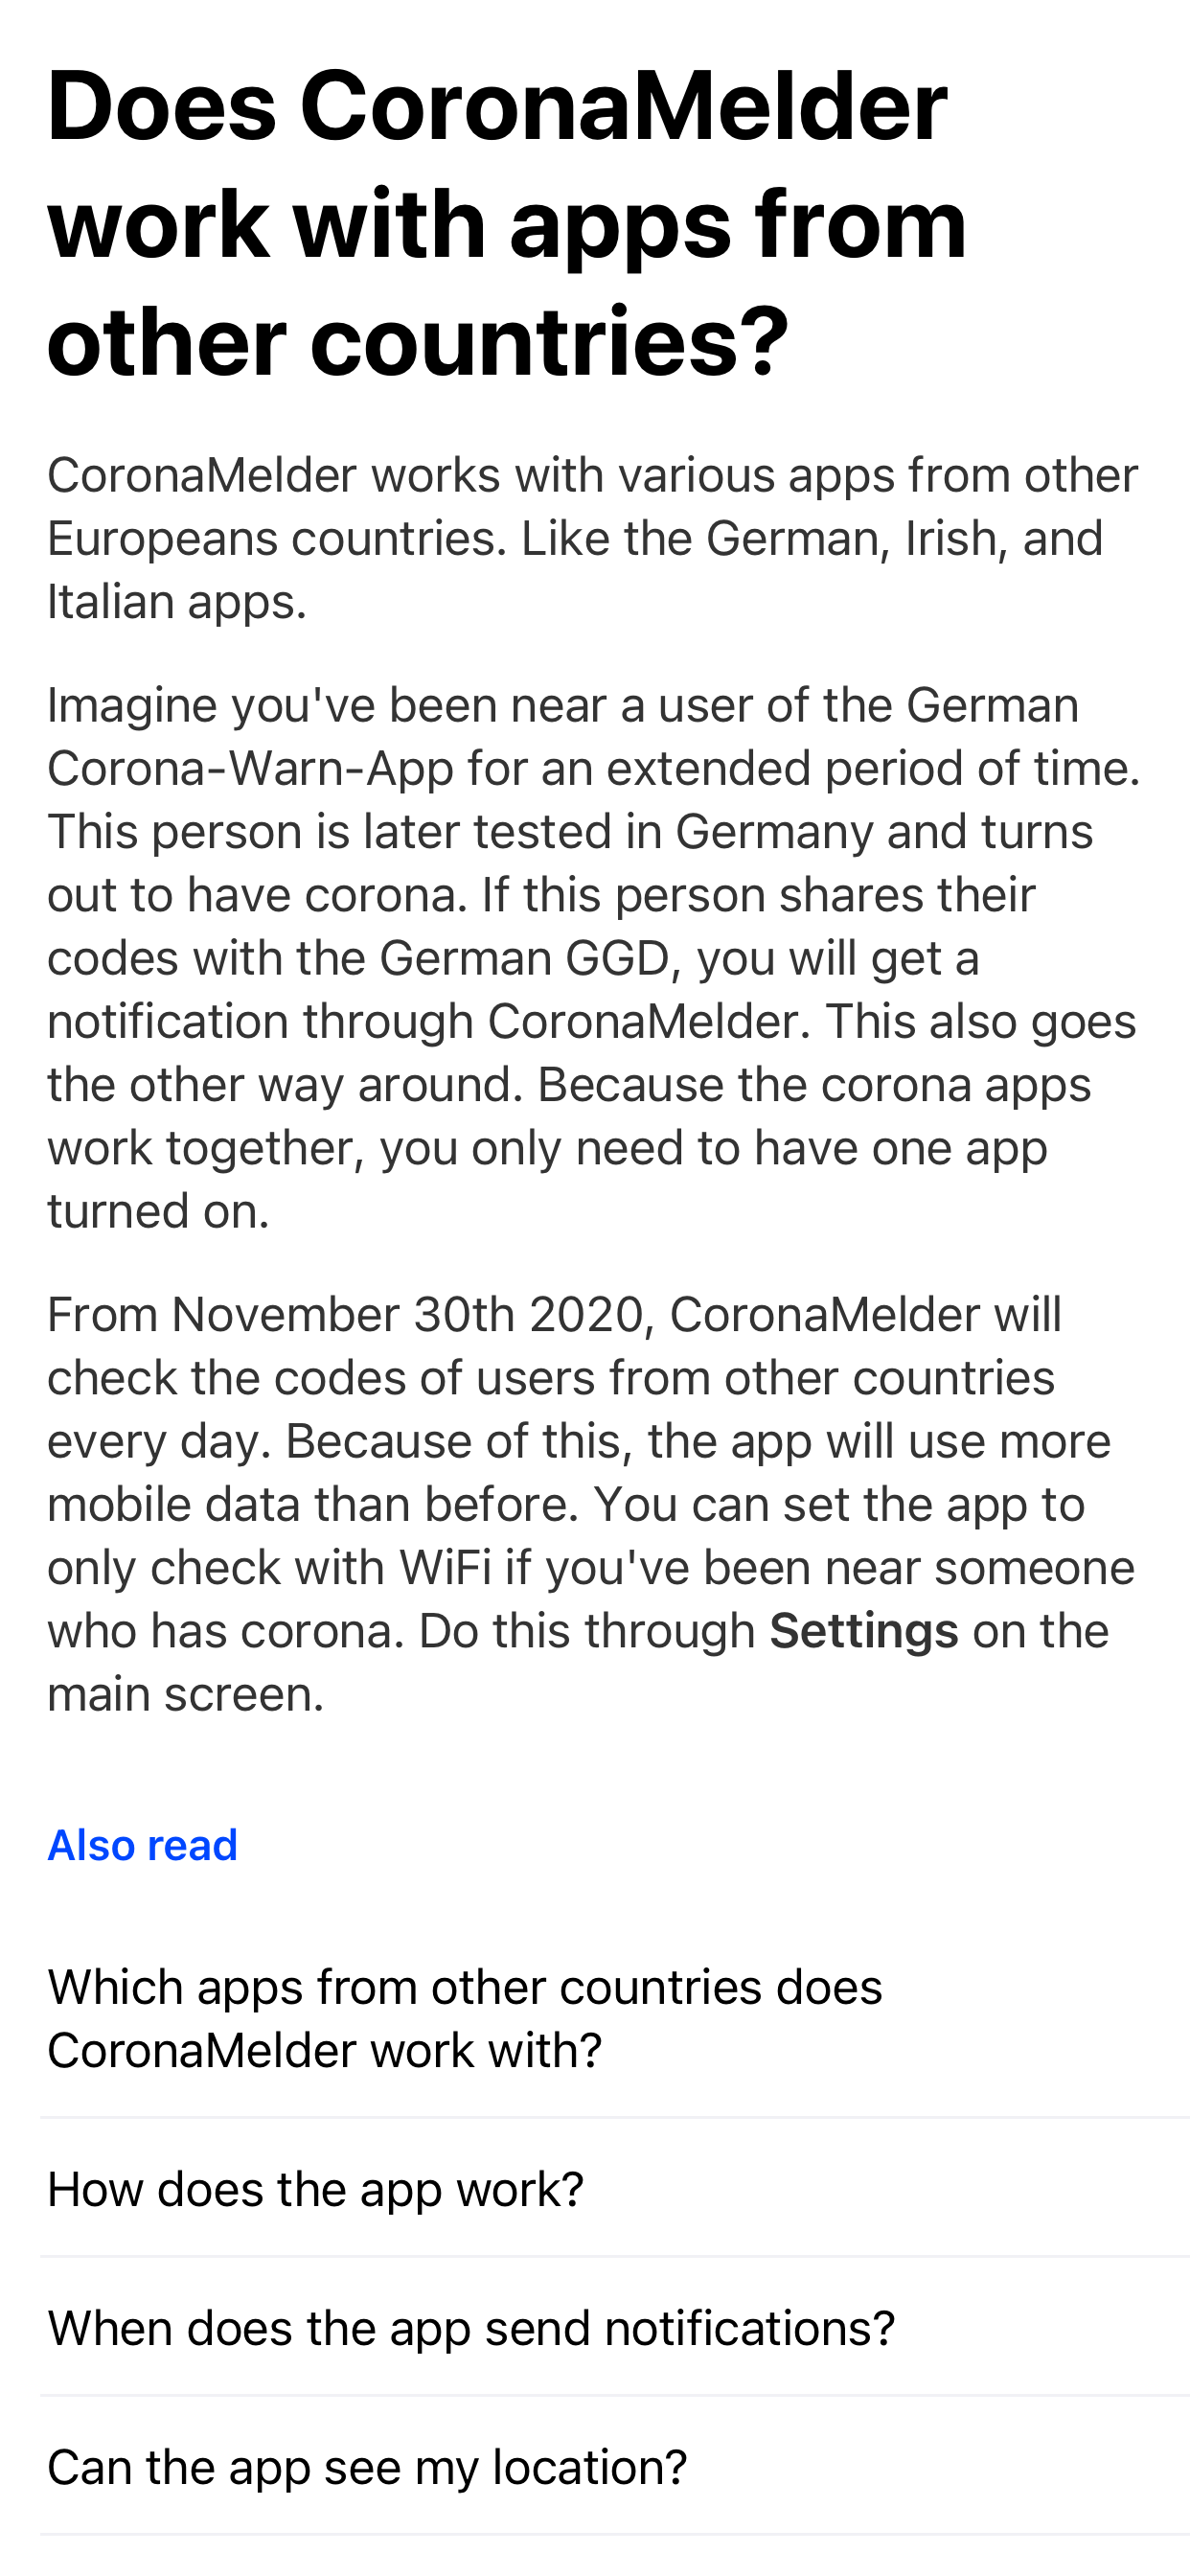 Does CoronaMelder
work with apps from
other countries?
CoronaMelder works with various apps from other
Europeans countries. Like the German, Irish, and
Italian apps.
Imagine you've been near a user of the German
Corona-Warn-App for an extended period of time.
This person is later tested in Germany and turns
out to have corona. If this person shares their
codes with the German GGD, you will get a
notification through CoronaMelder. This also goes
the other way around. Because the corona apps
work together, you only need to have one app
turned on.
From November 30th 2020, CoronaMelder will
check the codes of users from other countries
every day. Because of this, the app will use more
mobile data than before. You can set the app to
only check with WiFi if you've been near someone
who has corona. Do this through Settings on the
main screen.
Also read
Which apps from other countries does
CoronaMelder work with?
How does the app work?
When does the app send notifications?
Can the app see my location?